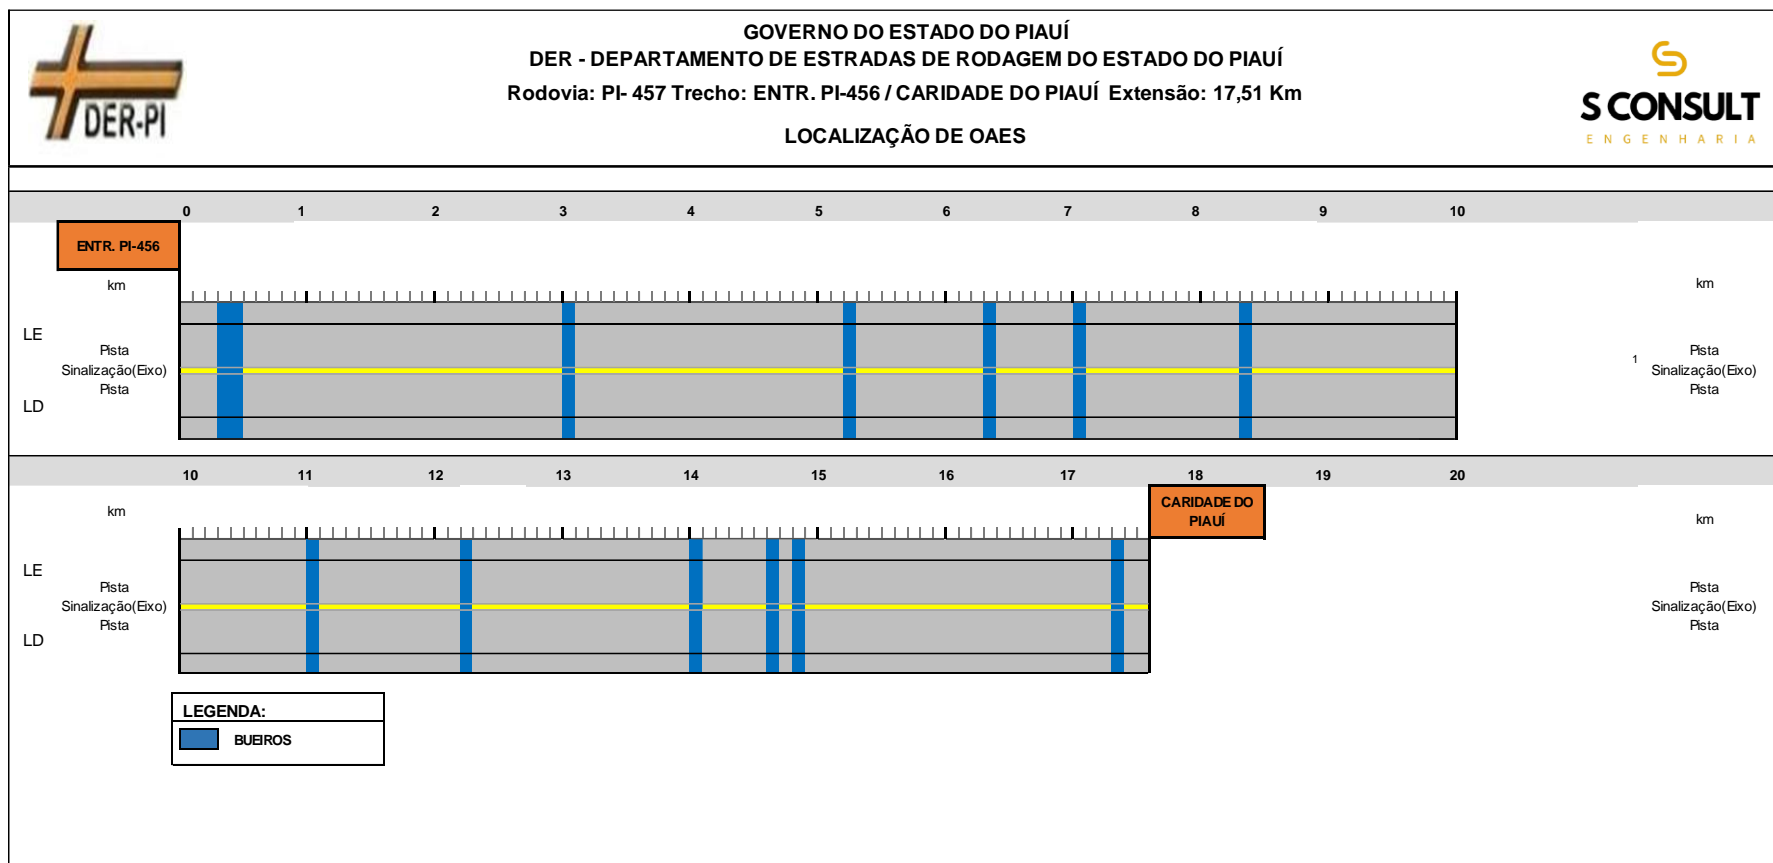 GOVERNO DO ESTADO DO PIAUÍ
DER - DEPARTAMENTO DE ESTRADAS DE RODAGEM DO ESTADO DO PIAUÍ
Rodovia: PI- 457 Trecho: ENTR. PI-456 / CARIDADE DO PIAUÍ Extensão: 17,51 Km
LOCALIZAÇÃO DE OAES
DER-PI
S CONSULT
ENGENHARIA
0 1 2 3 4 5 6 7 8 9 10
ENTR. PI-456
km km
LE
Pista Pista
Sinalização(Eixo) 1 Sinalização(Eixo)
Pista Pista
LD
10 11 12 13 14 15 16 17 18 19 20
CARIDADE DO
PIAUÍ
km km
LE
Pista Pista
Sinalização(Eixo) Sinalização(Eixo)
Pista Pista
LD
LEGENDA:
BUEIROS